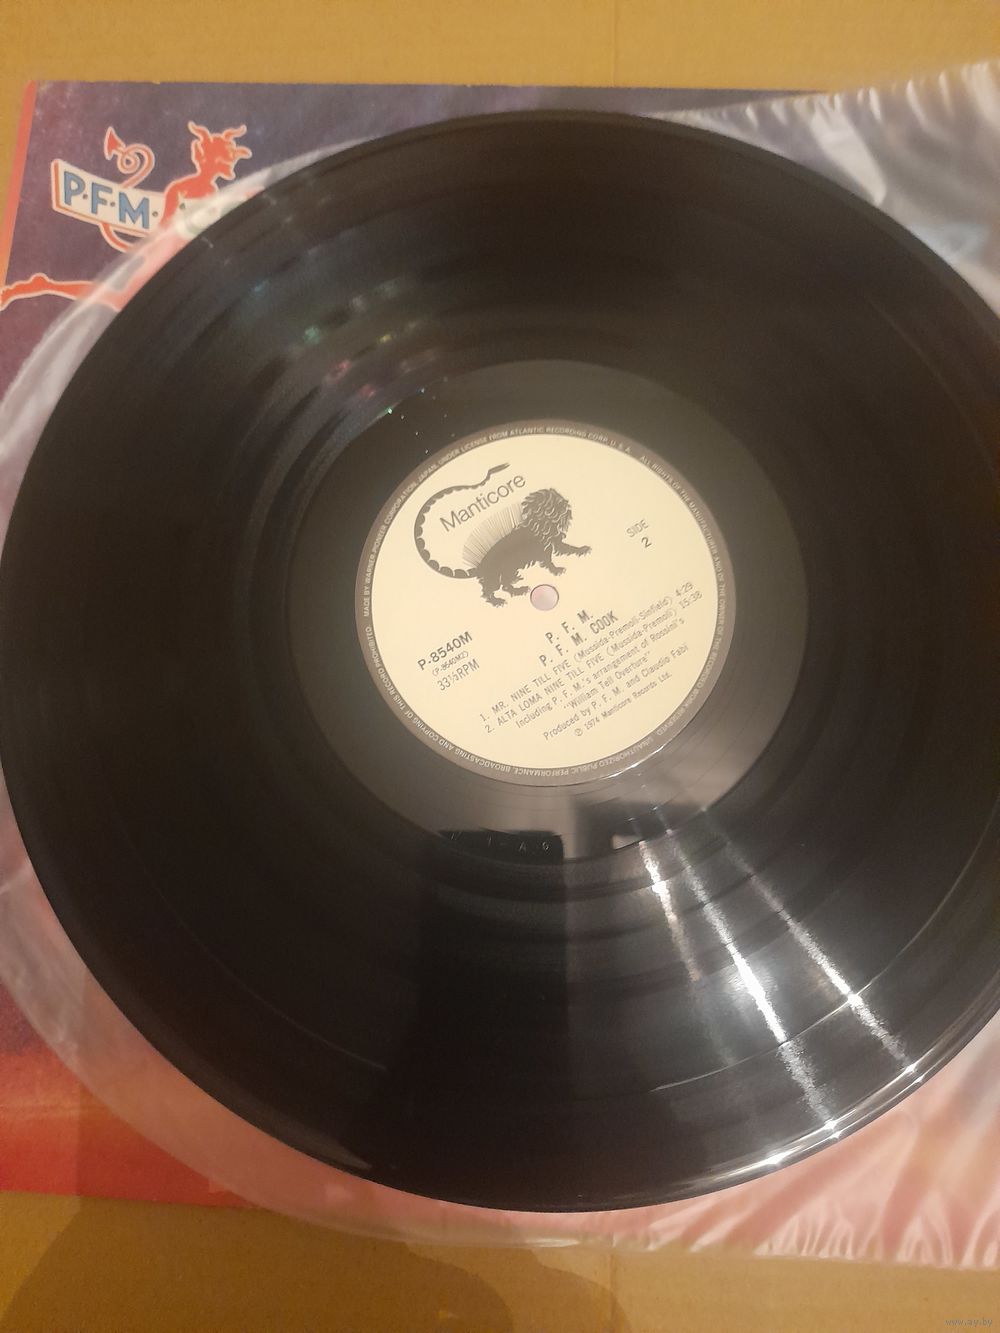 P·F·M·
Manticore
SIDE
2
P-8540M
(P-8540M2)
33⅓RPM
P. F. M.
P. F. M. COOK
1. MR. NINE TILL FIVE (Mussida-Premoli-Sinfield) 4:29
2. ALTA LOMA NINE TILL FIVE (Mussida-Premoli) 15:38
Including P. F. M.'s arrangement of Rossini's
"William Tell Overture"
Produced by P. F. M. and Claudio Fabi
℗ 1974 Manticore Records Ltd.
MADE BY WARNER-PIONEER CORPORATION, JAPAN, UNDER LICENSE FROM ATLANTIC RECORDING CORP., U. S. A. ALL RIGHTS OF THE MANUFACTURER AND OF THE OWNER OF THE RECORDED WORK RESERVED. UNAUTHORIZED PUBLIC PERFORMANCE, BROADCASTING AND COPYING OF THIS RECORD PROHIBITED.
www.ay.by